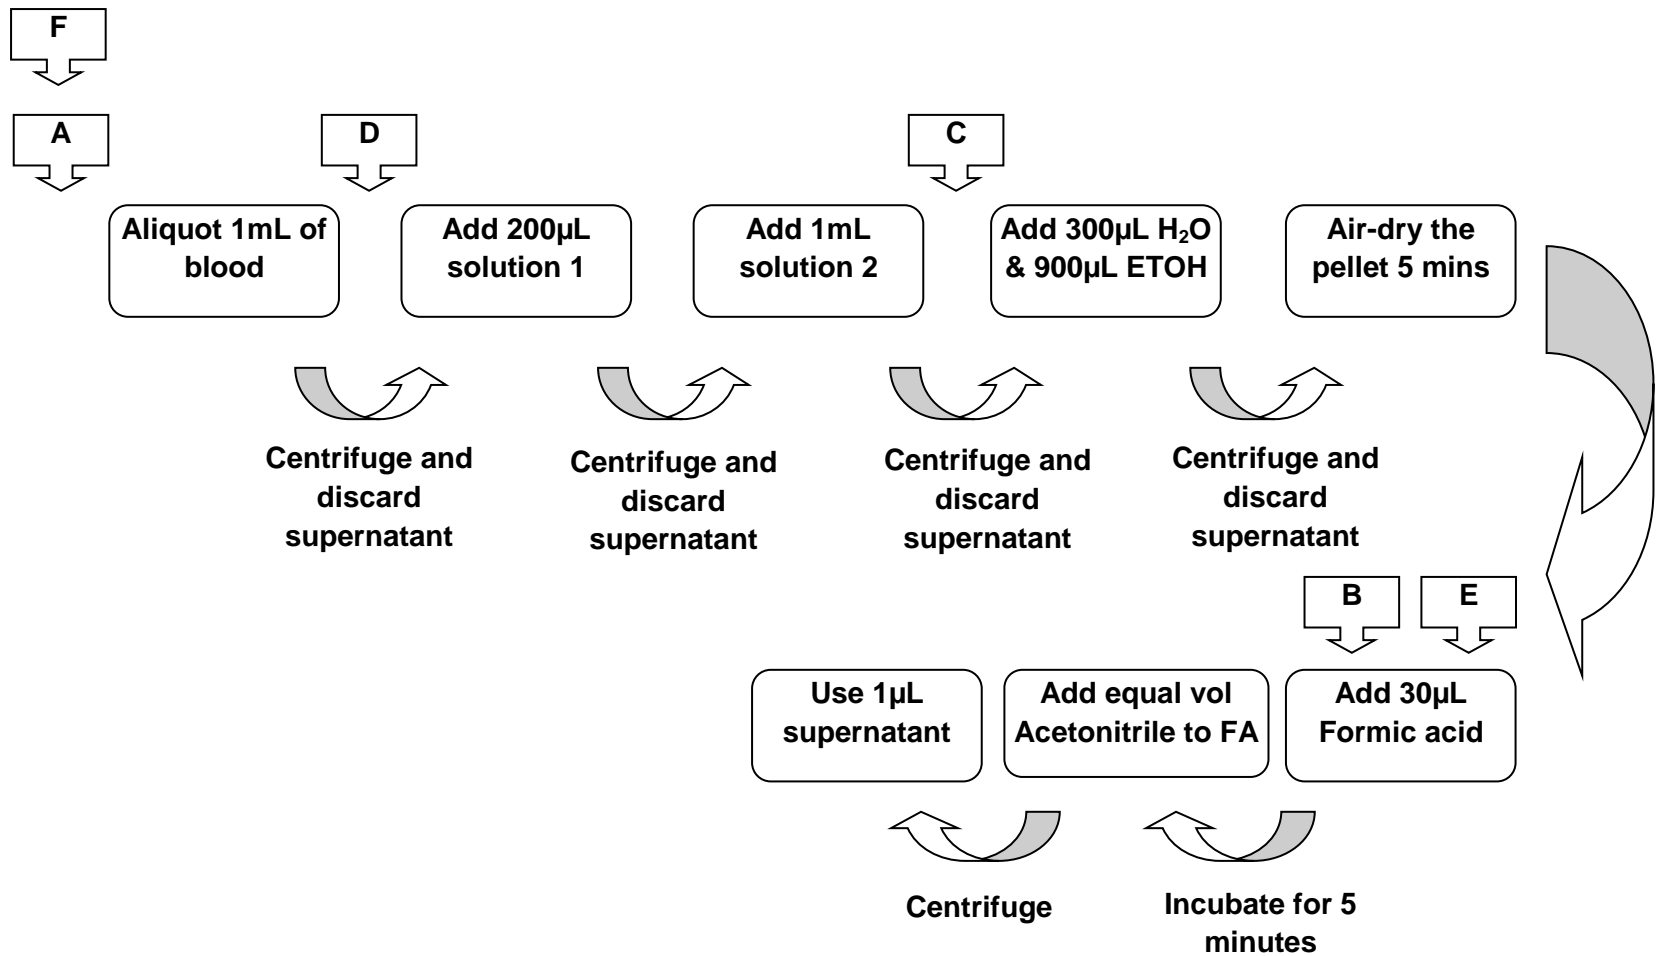 F
A
D
C
Aliquot 1mL of
blood
Add 200µL
solution 1
Add 1mL
solution 2
Add 300µL H₂O
& 900µL ETOH
Air-dry the
pellet 5 mins
Centrifuge and
discard
supernatant
Centrifuge and
discard
supernatant
Centrifuge and
discard
supernatant
Centrifuge and
discard
supernatant
B
E
Use 1µL
supernatant
Add equal vol
Acetonitrile to FA
Add 30µL
Formic acid
Centrifuge
Incubate for 5
minutes